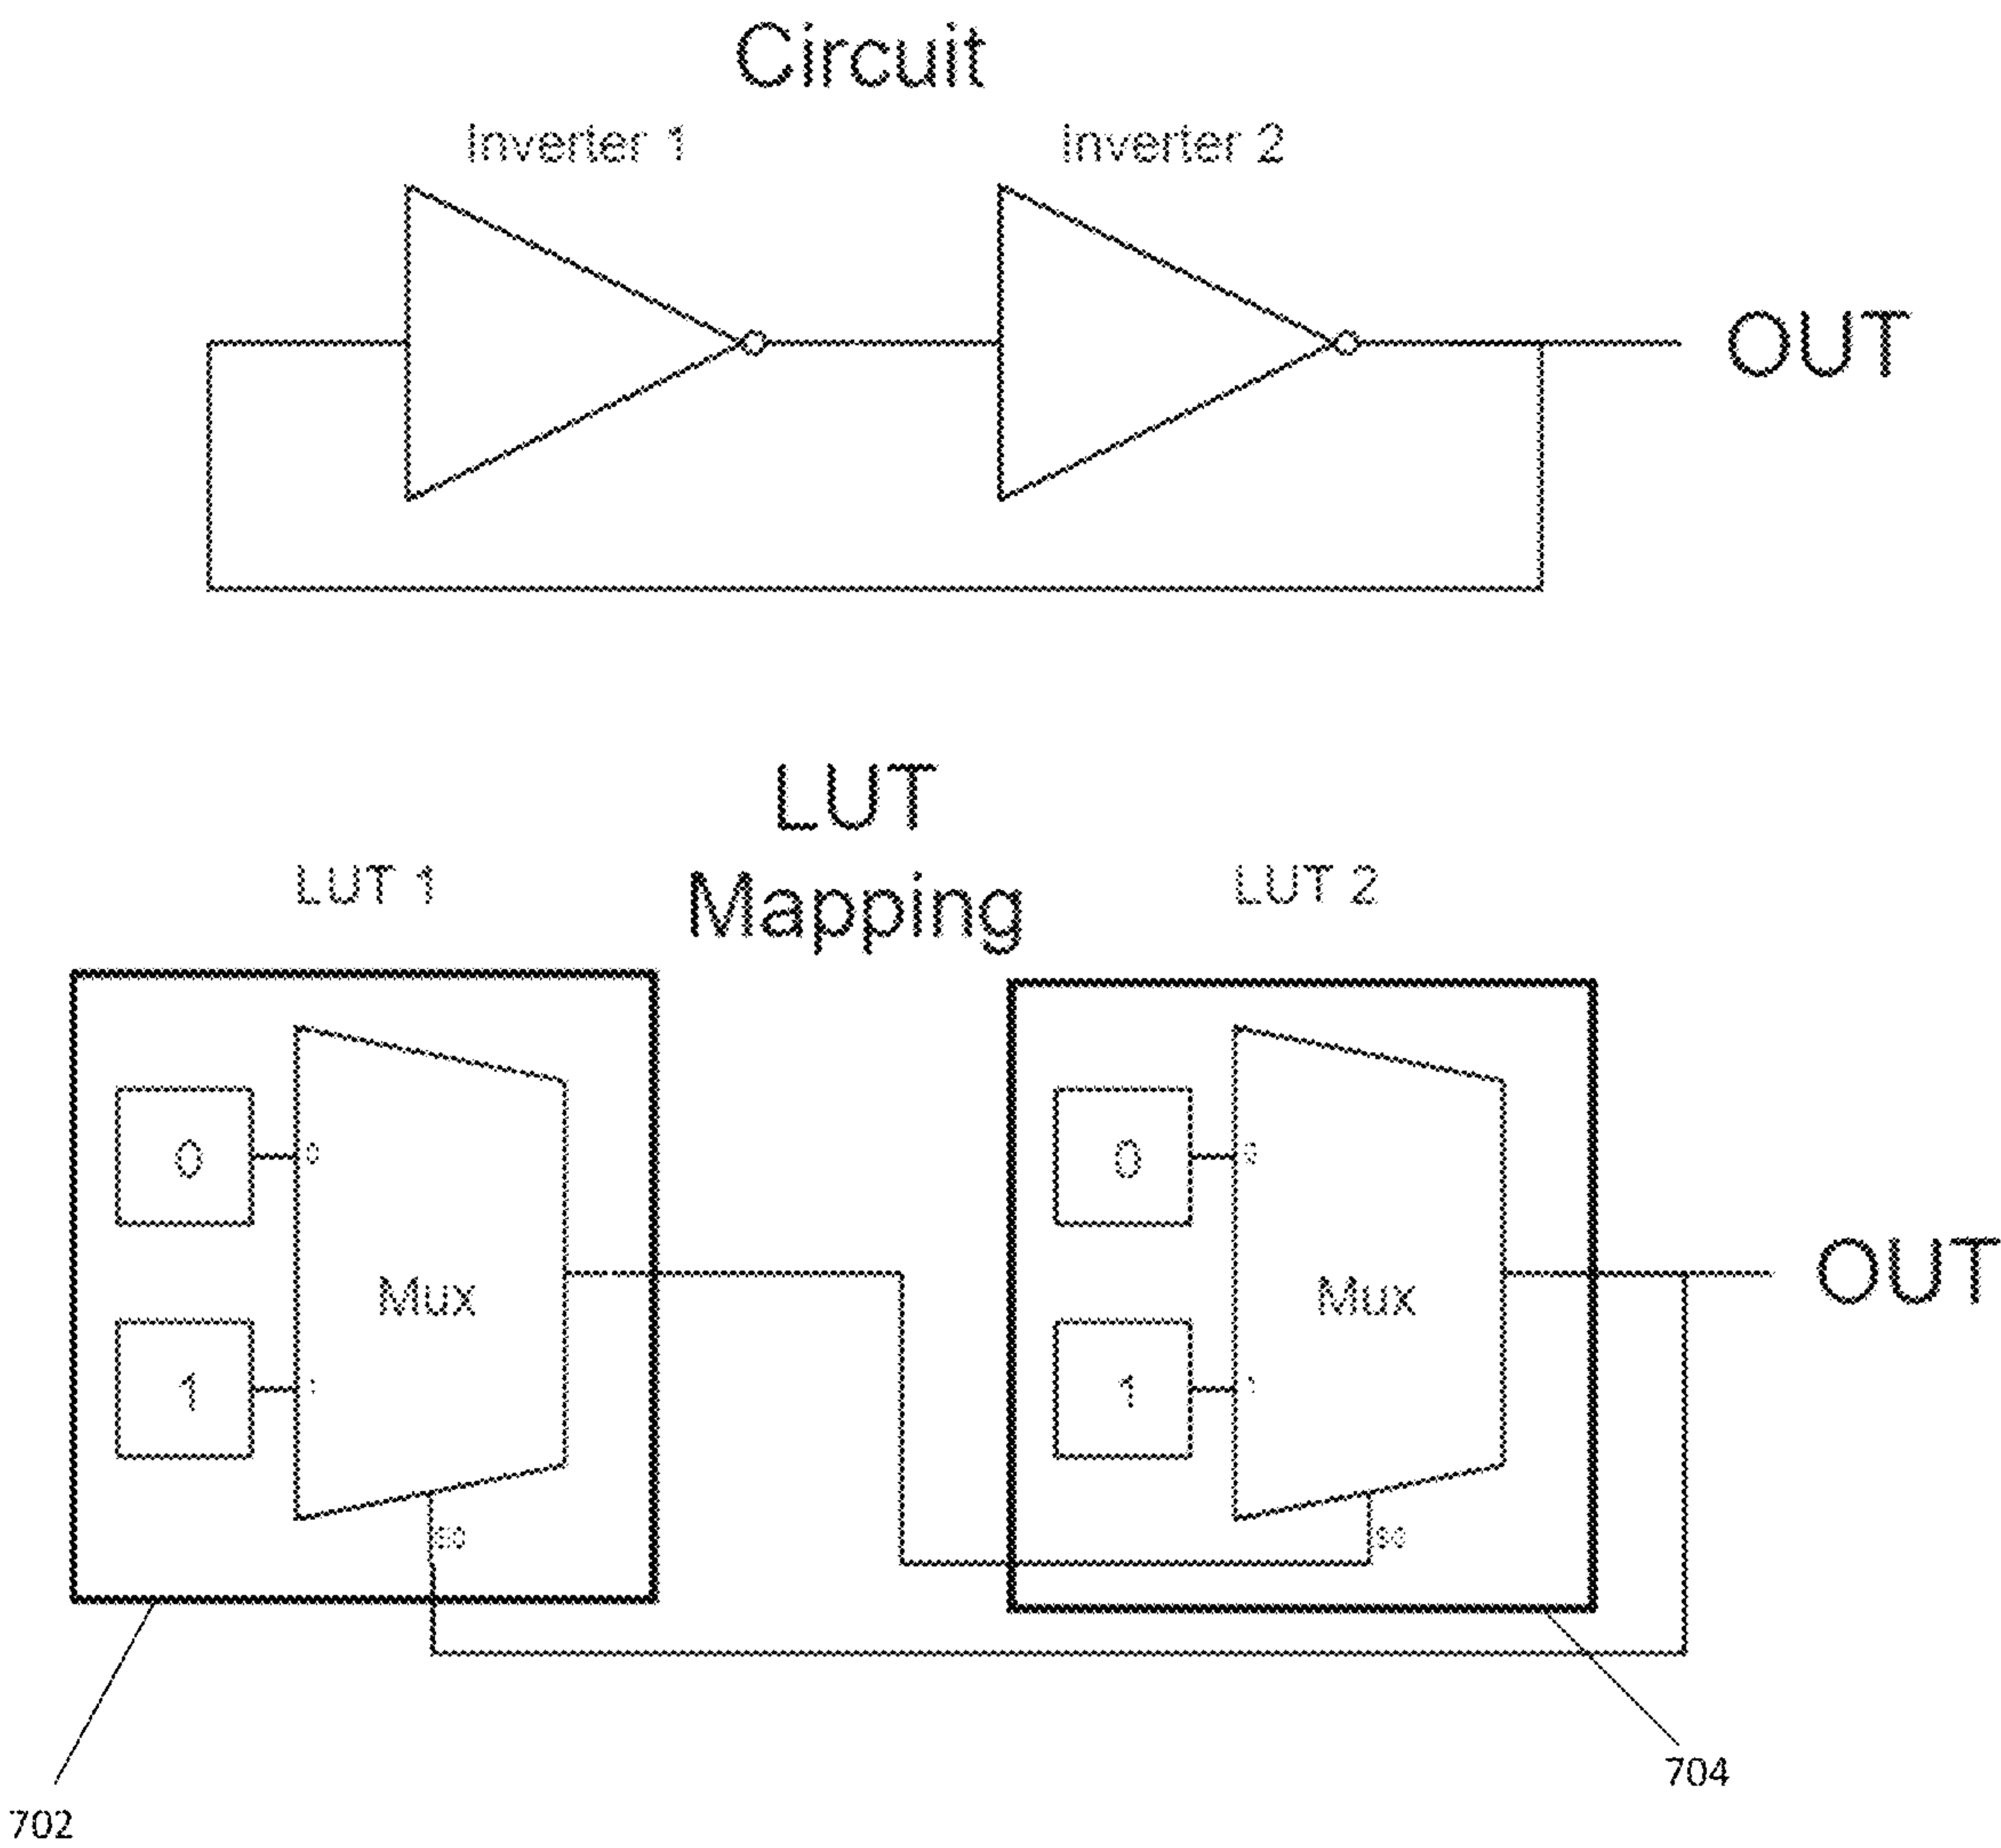 Circuit
Inverter 1
Inverter 2
OUT
LUT
Mapping
LUT 1
LUT 2
0
0
Mux
1
0
Mux
1
OUT
702
704